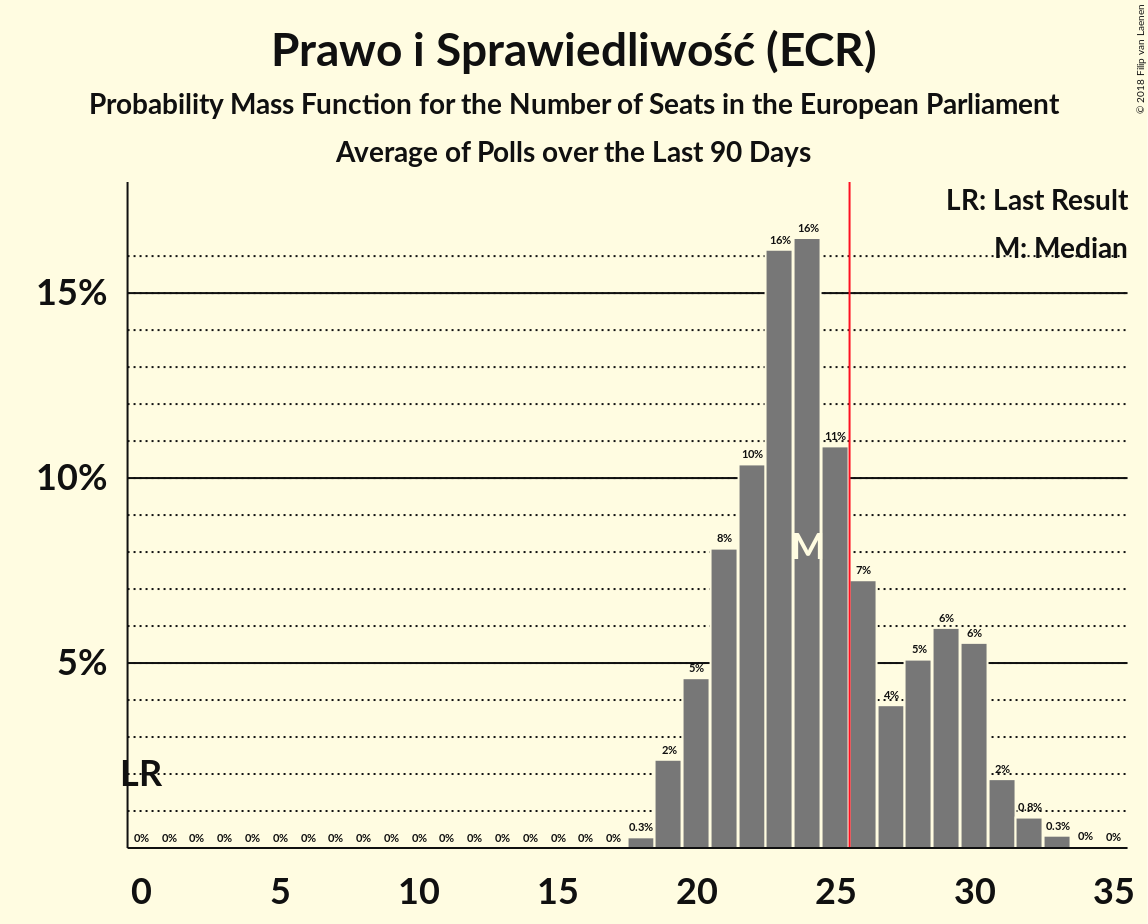 Prawo i Sprawiedliwość (ECR)
Probability Mass Function for the Number of Seats in the European Parliament
Average of Polls over the Last 90 Days
© 2018 Filip van Laenen
LR: Last Result
M: Median
15%
10%
5%
16%
16%
11%
10%
8%
M
7%
6%
6%
5%
5%
4%
2%
2%
LR
0.8%
0% 0% 0% 0% 0% 0% 0% 0% 0% 0% 0% 0% 0% 0% 0% 0% 0% 0% 0.3% 0.3% 0% 0%
0 5 10 15 20 25 30 35